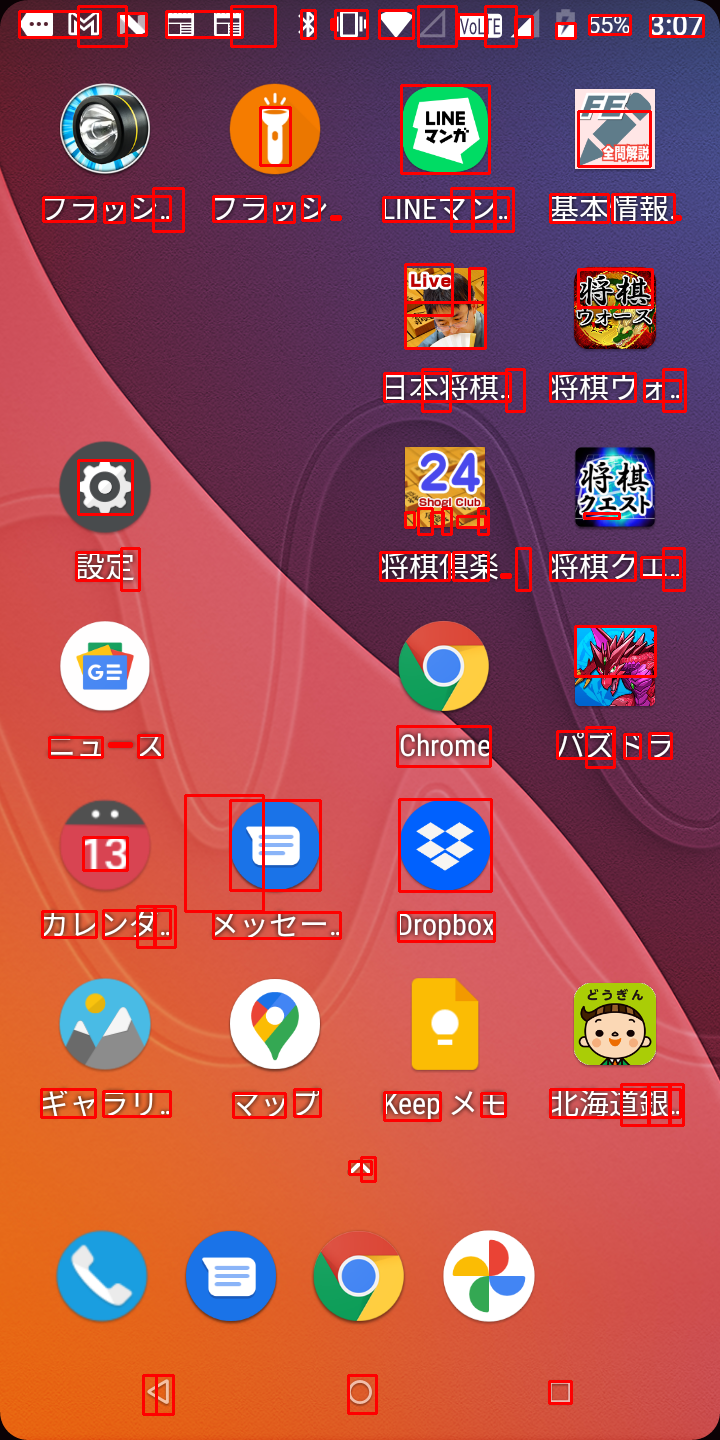 VoLTE 55% 3:07
LINE マンガ
FE 全問解説
フラッシ..
フラッシ..
LINEマン..
基本情報..
Live
将棋 ウォーズ
日本将棋..
将棋ウォ..
24 Shogi Club
将棋 クエスト
設定
将棋倶楽..
将棋クエ..
GE
ニュース
Chrome
パズドラ
13
カレンダ..
メッセー..
Dropbox
どうぎん
ギャラリ..
マップ
Keep メモ
北海道銀..